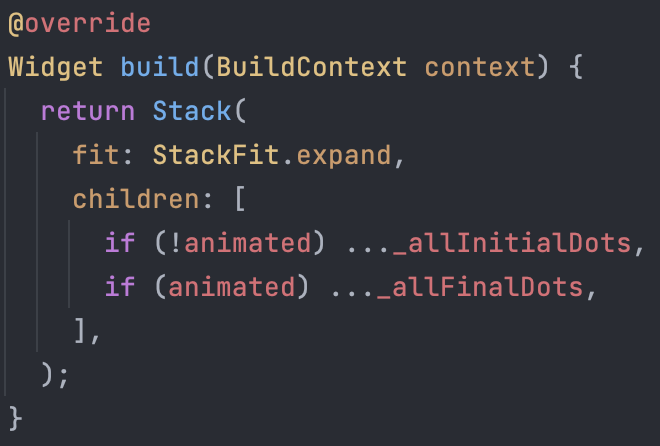 @override
Widget build(BuildContext context) {
return Stack(
fit: StackFit.expand,
children: [
if (!animated) ..._allInitialDots,
if (animated) ..._allFinalDots,
],
);
}